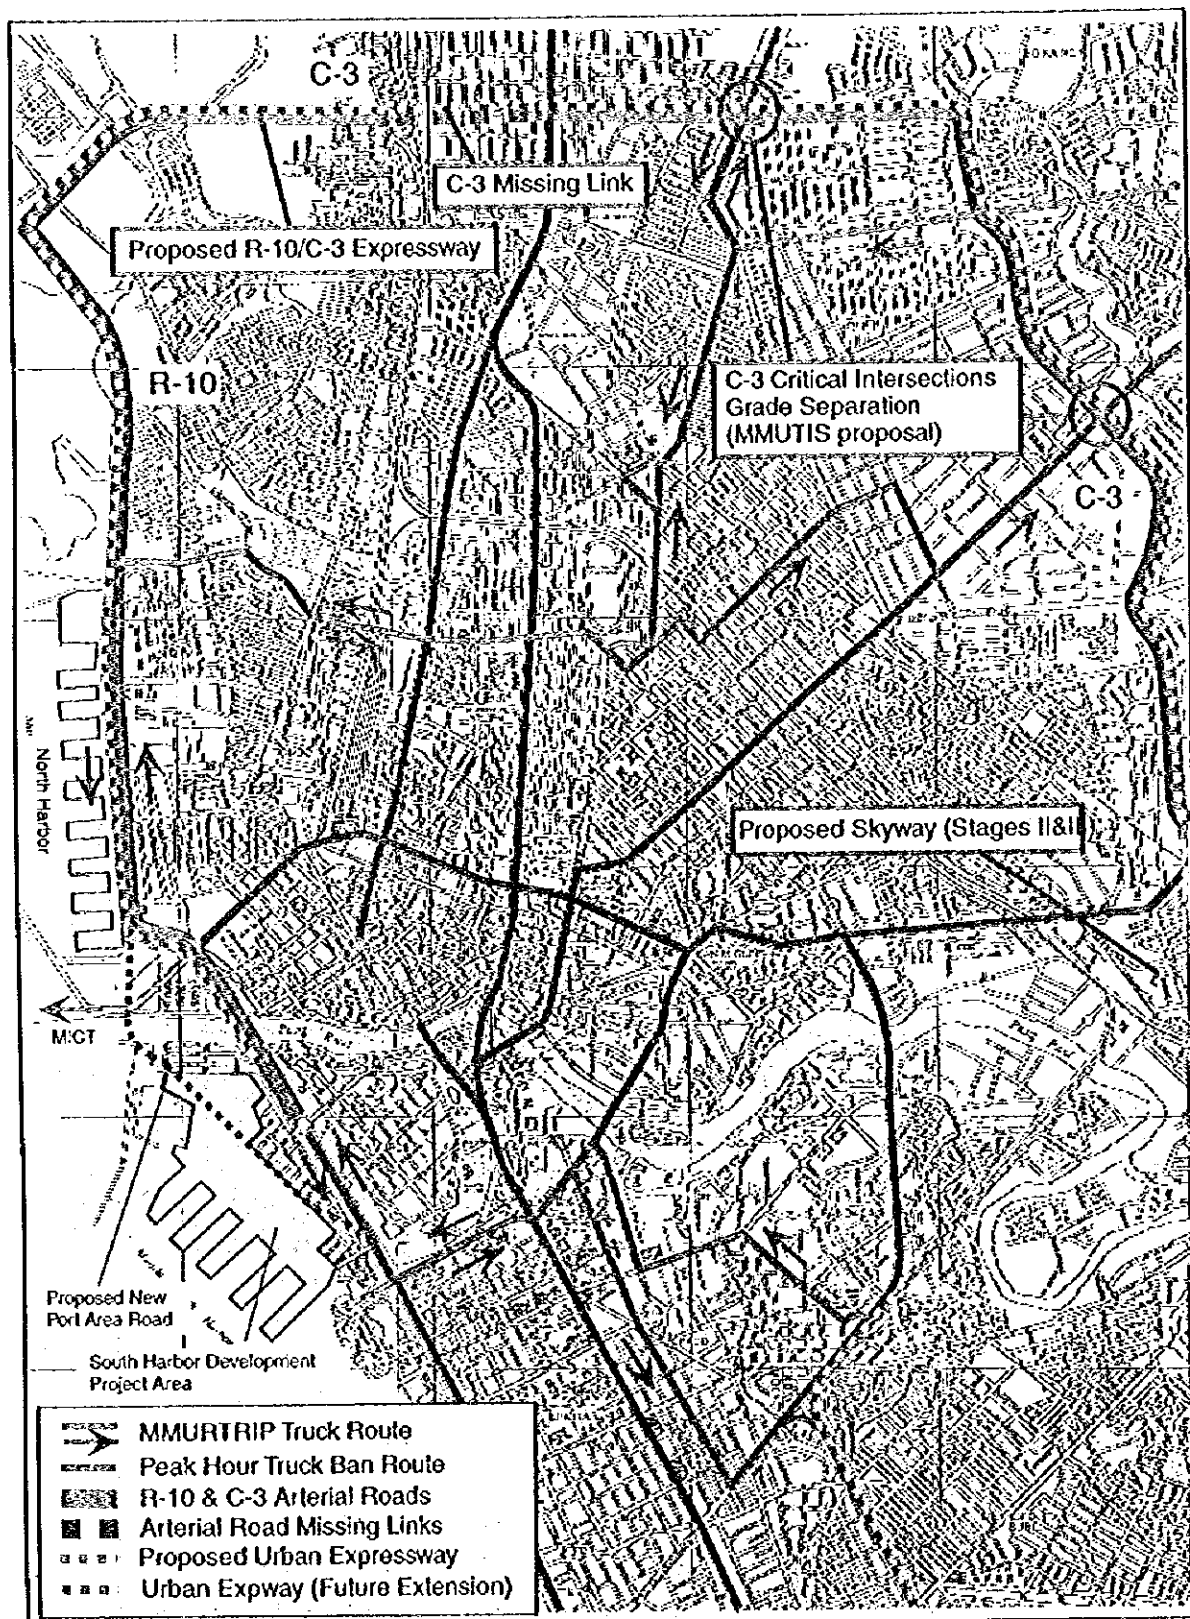 C-3
C-3 Missing Link
Proposed R-10/C-3 Expressway
R-10
C-3 Critical Intersections
Grade Separation
(MMUTIS proposal)
C-3
North Harbor
Proposed Skyway (Stages II&II
MICT
Proposed New
Port Area Road
South Harbor Development
Project Area
MMURTRIP Truck Route
Peak Hour Truck Ban Route
R-10 & C-3 Arterial Roads
Arterial Road Missing Links
Proposed Urban Expressway
Urban Expway (Future Extension)